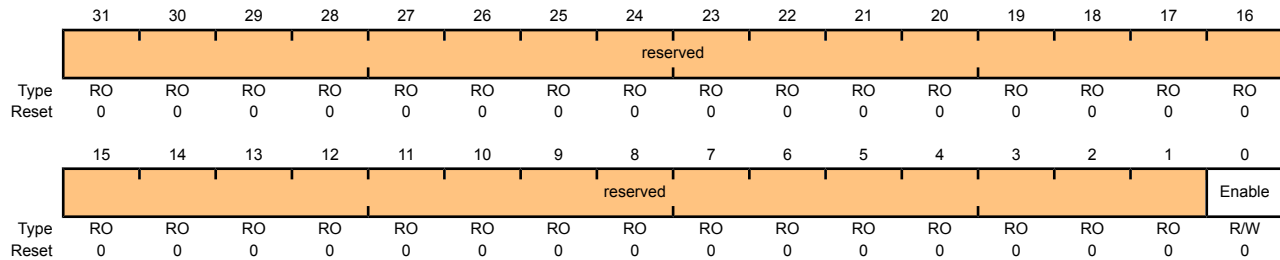 31 30 29 28 27 26 25 24 23 22 21 20 19 18 17 16
reserved
Type RO RO RO RO RO RO RO RO RO RO RO RO RO RO RO RO
Reset 0 0 0 0 0 0 0 0 0 0 0 0 0 0 0 0
15 14 13 12 11 10 9 8 7 6 5 4 3 2 1 0
reserved Enable
Type RO RO RO RO RO RO RO RO RO RO RO RO RO RO RO R/W
Reset 0 0 0 0 0 0 0 0 0 0 0 0 0 0 0 0